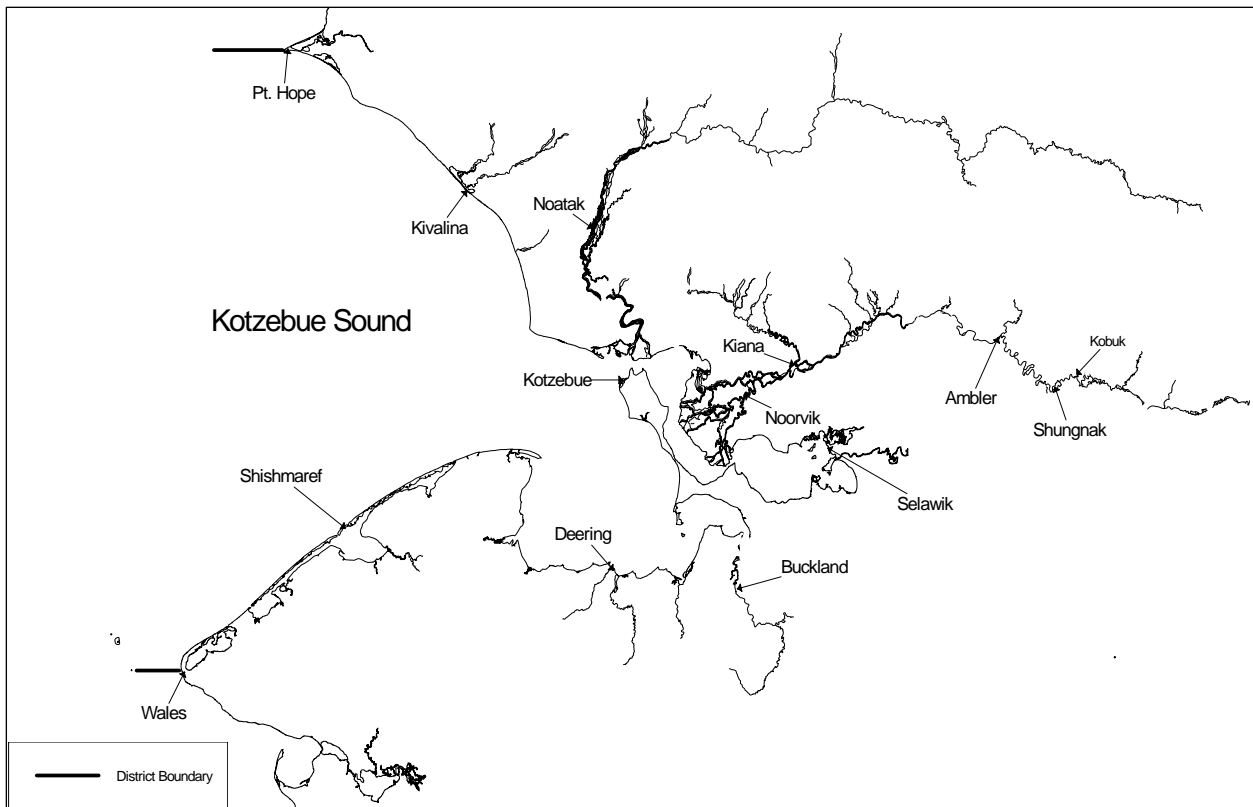 Pt. Hope
Kivalina
Noatak
Kotzebue Sound
Kiana
Kobuk
Kotzebue
Ambler
Noorvik
Shungnak
Shishmaref
Selawik
Deering
Buckland
Wales
District Boundary